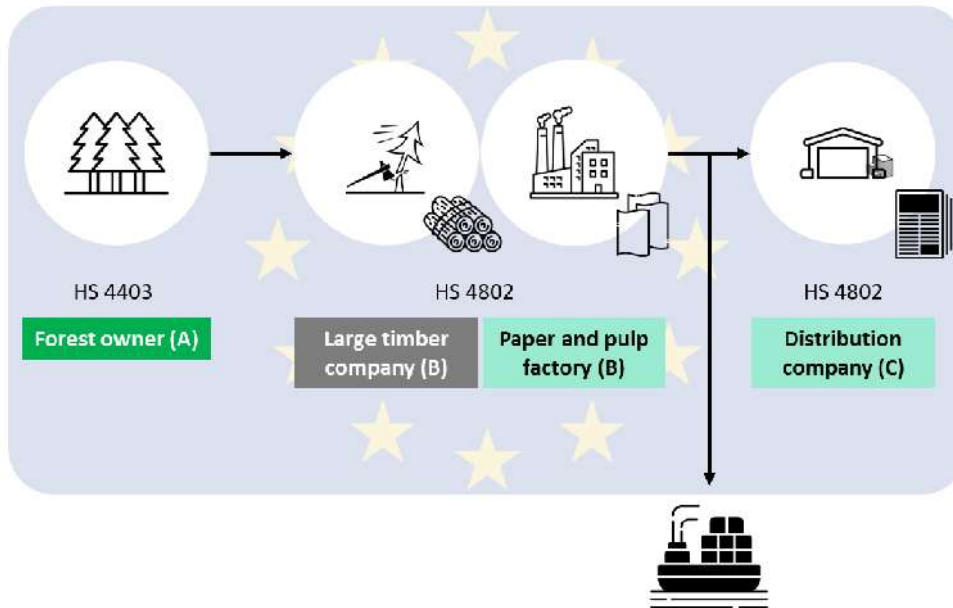 HS 4403
HS 4802
HS 4802
Forest owner (A)
Large timber
company (B)
Paper and pulp
factory (B)
Distribution
company (C)